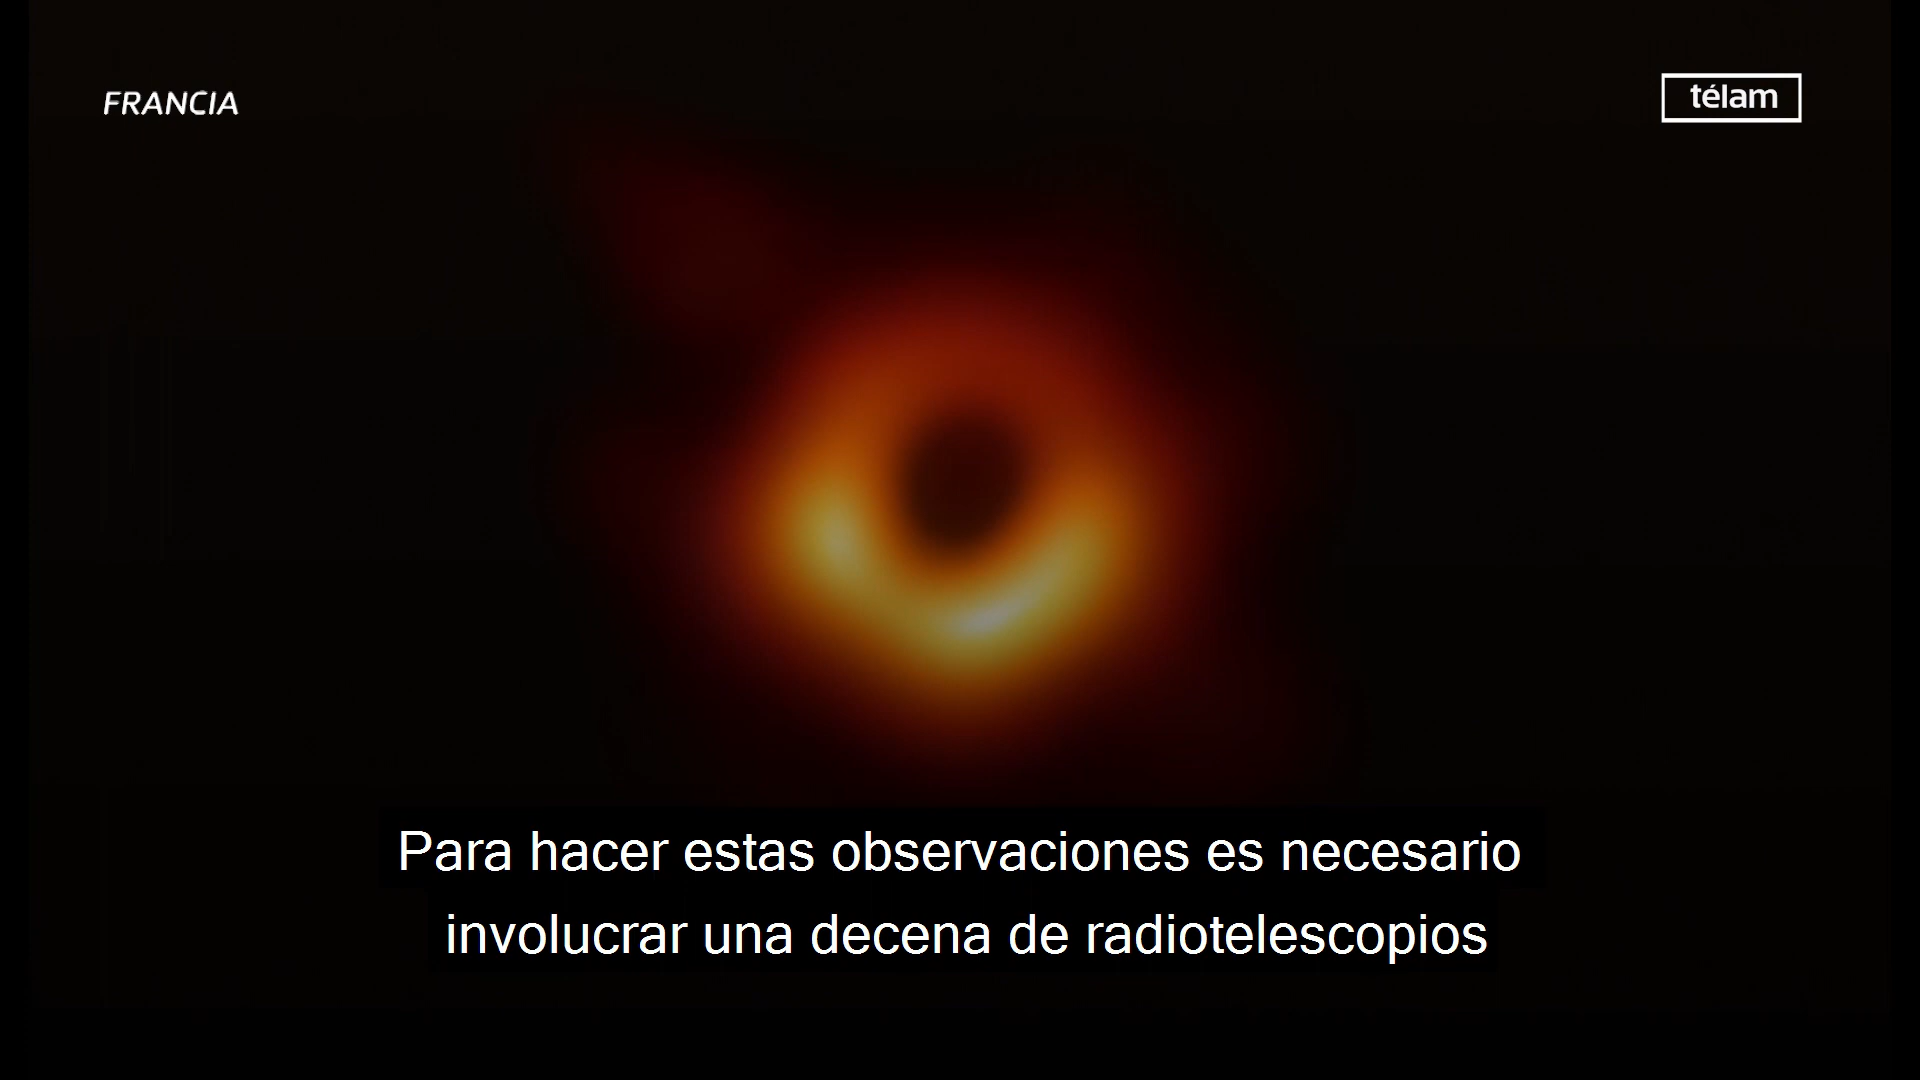 FRANCIA
télam
Para hacer estas observaciones es necesario
involucrar una decena de radiotelescopios